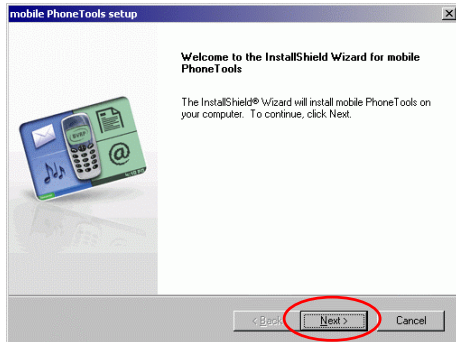 mobile PhoneTools setup
Welcome to the InstallShield Wizard for mobile
PhoneTools
The InstallShield® Wizard will install mobile PhoneTools on
your computer. To continue, click Next.
@
< Back
Next >
Cancel